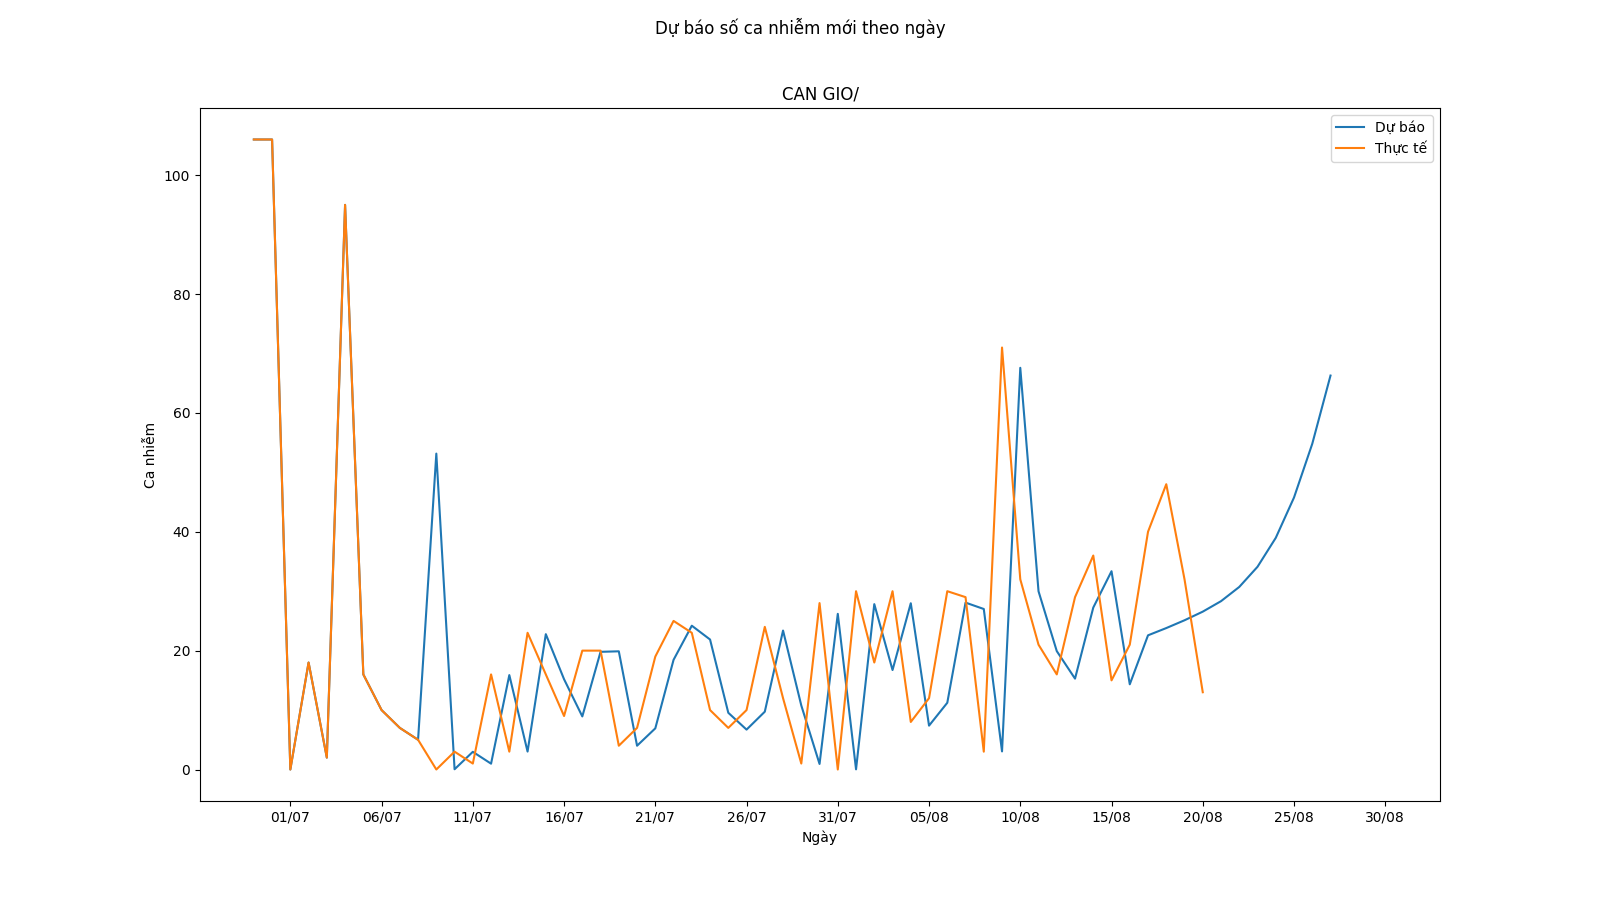 Dự báo số ca nhiễm mới theo ngày
CAN GIO/
Dự báo
Thực tế
100
80
60
40
20
0
Ca nhiễm
01/07 06/07 11/07 16/07 21/07 26/07 31/07 05/08 10/08 15/08 20/08 25/08 30/08
Ngày